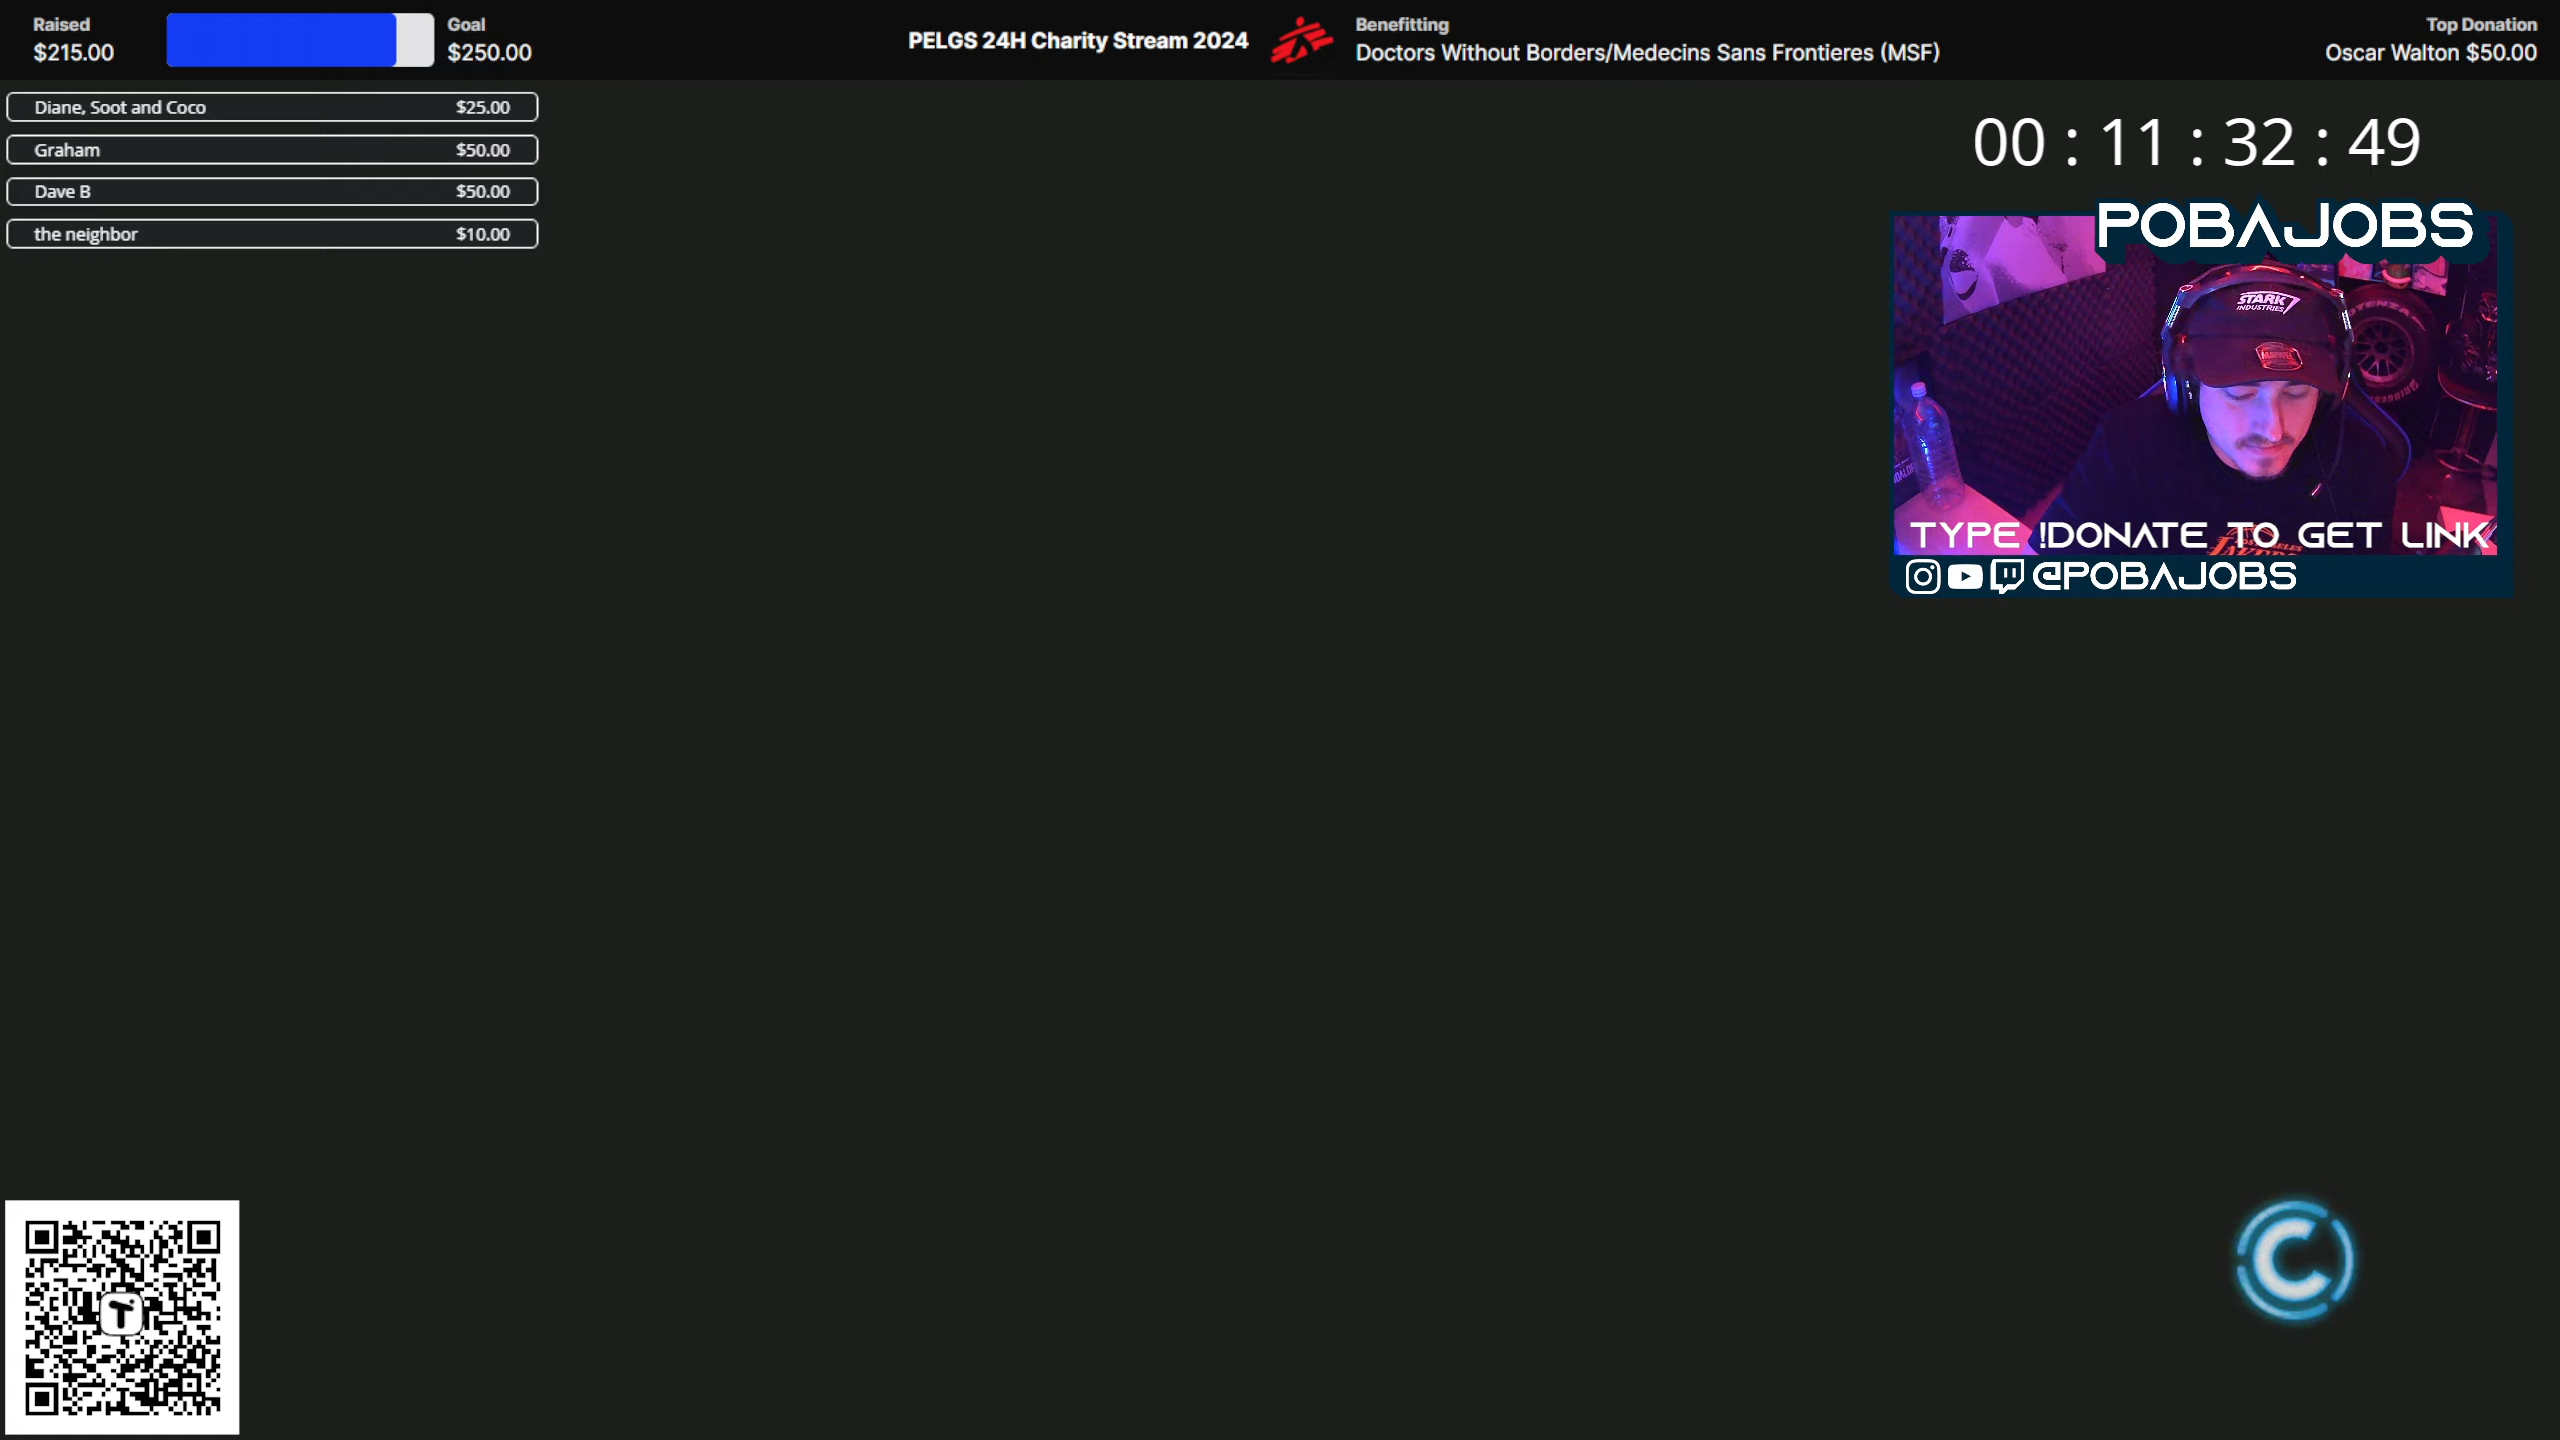 Raised
$215.00
Goal
$250.00
PELGS 24H Charity Stream 2024
Benefitting
Doctors Without Borders/Medecins Sans Frontieres (MSF)
Top Donation
Oscar Walton $50.00
Diane, Soot and Coco $25.00
Graham $50.00
Dave B $50.00
the neighbor $10.00
00 : 11 : 32 : 49
POBAJOBS
STARK
INDUSTRIES
MARVEL
POTENZA
TYPE !DONATE TO GET LINK
@POBAJOBS
T
C